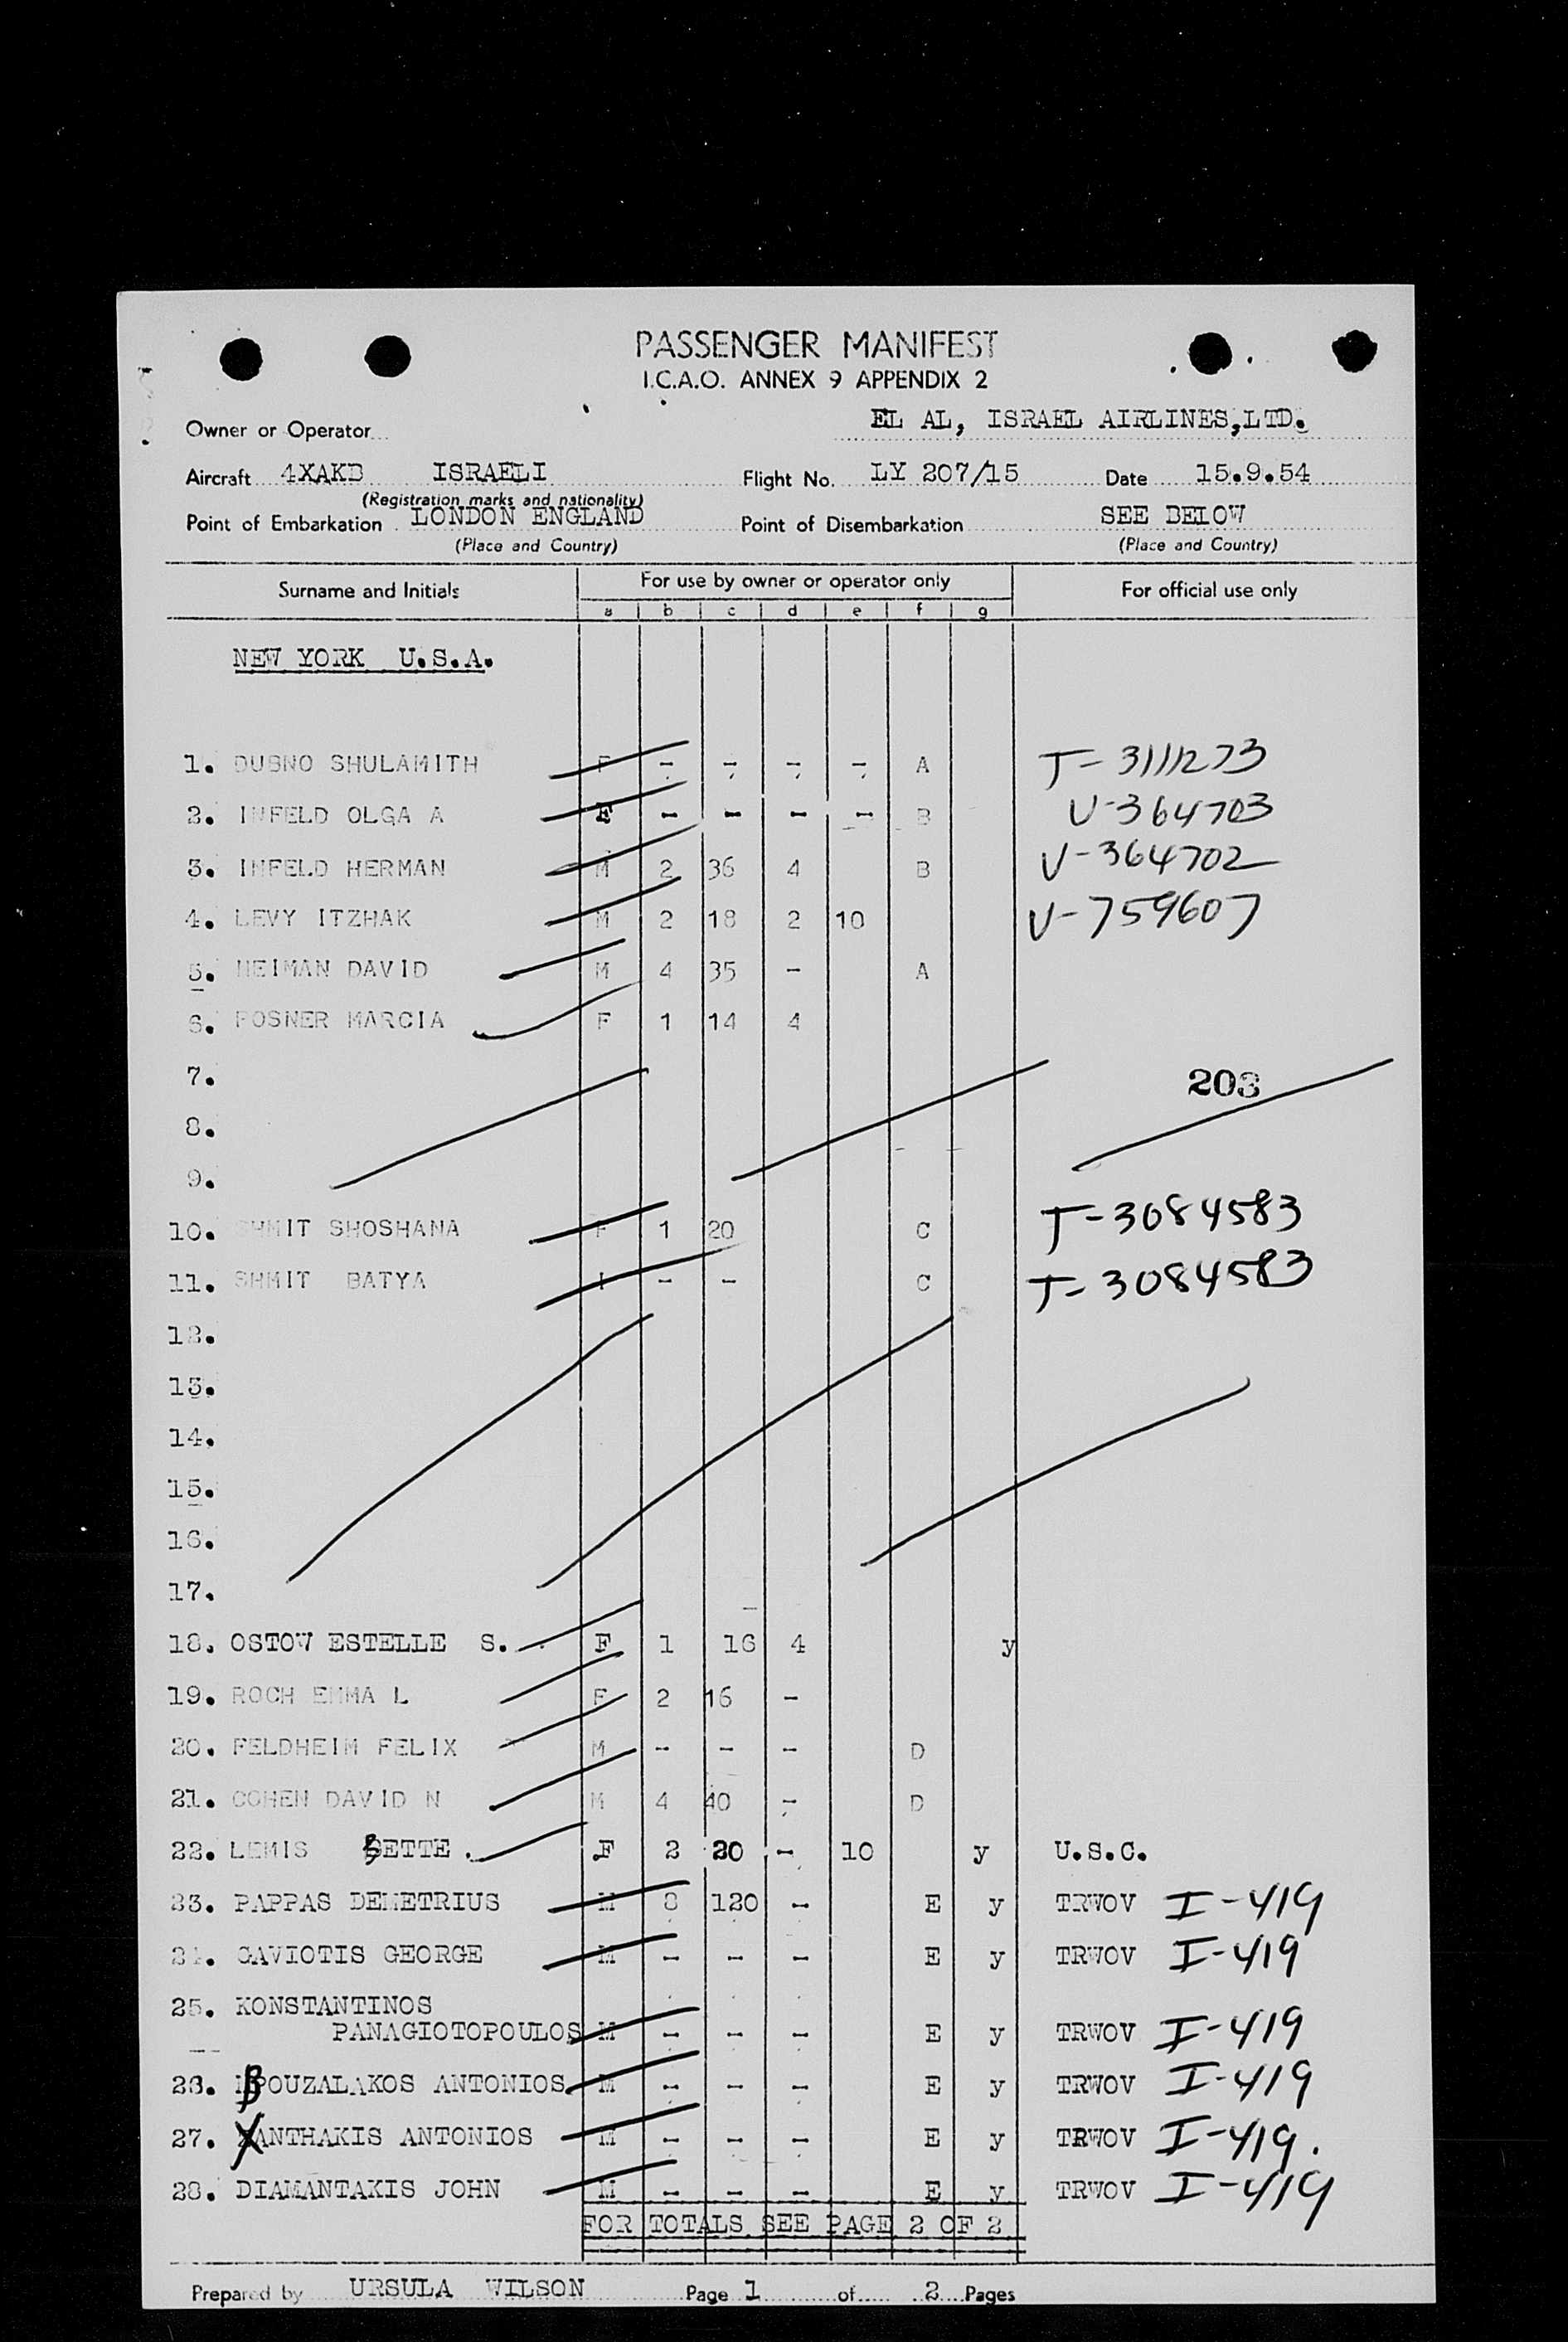 PASSENGER MANIFEST
I.C.A.O. ANNEX 9 APPENDIX 2
Owner or Operator EL AL, ISRAEL AIRLINES,LTD.
Aircraft 4XAKB ISRAELI Flight No. LY 207/15 Date 15.9.54
(Registration marks and nationality)
Point of Embarkation LONDON ENGLAND Point of Disembarkation SEE BELOW
(Place and Country) (Place and Country)
Surname and Initials For use by owner or operator only For official use only
a b c d e f g
NEW YORK U.S.A.
1. DUBNO SHULAMITH F - - - - A T-3111273
2. INFELD OLGA A F - - - - B V-364703
3. INFELD HERMAN M 2 36 4 B V-364702
4. LEVY ITZHAK M 2 18 2 10 V-759607
5. NEIMAN DAVID M 4 35 - A
6. POSNER MARCIA F 1 14 4
7. 203
8.
9.
10. SHMIT SHOSHANA F 1 20 C T-3084583
11. SHMIT BATYA I - - C T-3084583
12.
13.
14.
15.
16.
17.
18. OSTOW ESTELLE S. F 1 16 4 y
19. ROCH EMMA L F 2 16 -
20. FELDHEIM FELIX M - - - D
21. COHEN DAVID N M 4 40 - D
22. LEMIS BETTE . F 2 20 - 10 y U.S.C.
23. PAPPAS DEMETRIUS M 8 120 - E y TRWOV I-419
24. GAVIOTIS GEORGE M - - - E y TRWOV I-419
25. KONSTANTINOS
PANAGIOTOPOULOS M - - - E y TRWOV I-419
26. BOUZALAKOS ANTONIOS M - - - E y TRWOV I-419
27. XANTHAKIS ANTONIOS M - - - E y TRWOV I-419.
28. DIAMANTAKIS JOHN M - - - E y TRWOV I-419
FOR TOTALS SEE PAGE 2 OF 2
Prepared by URSULA WILSON Page 1 of 2 Pages